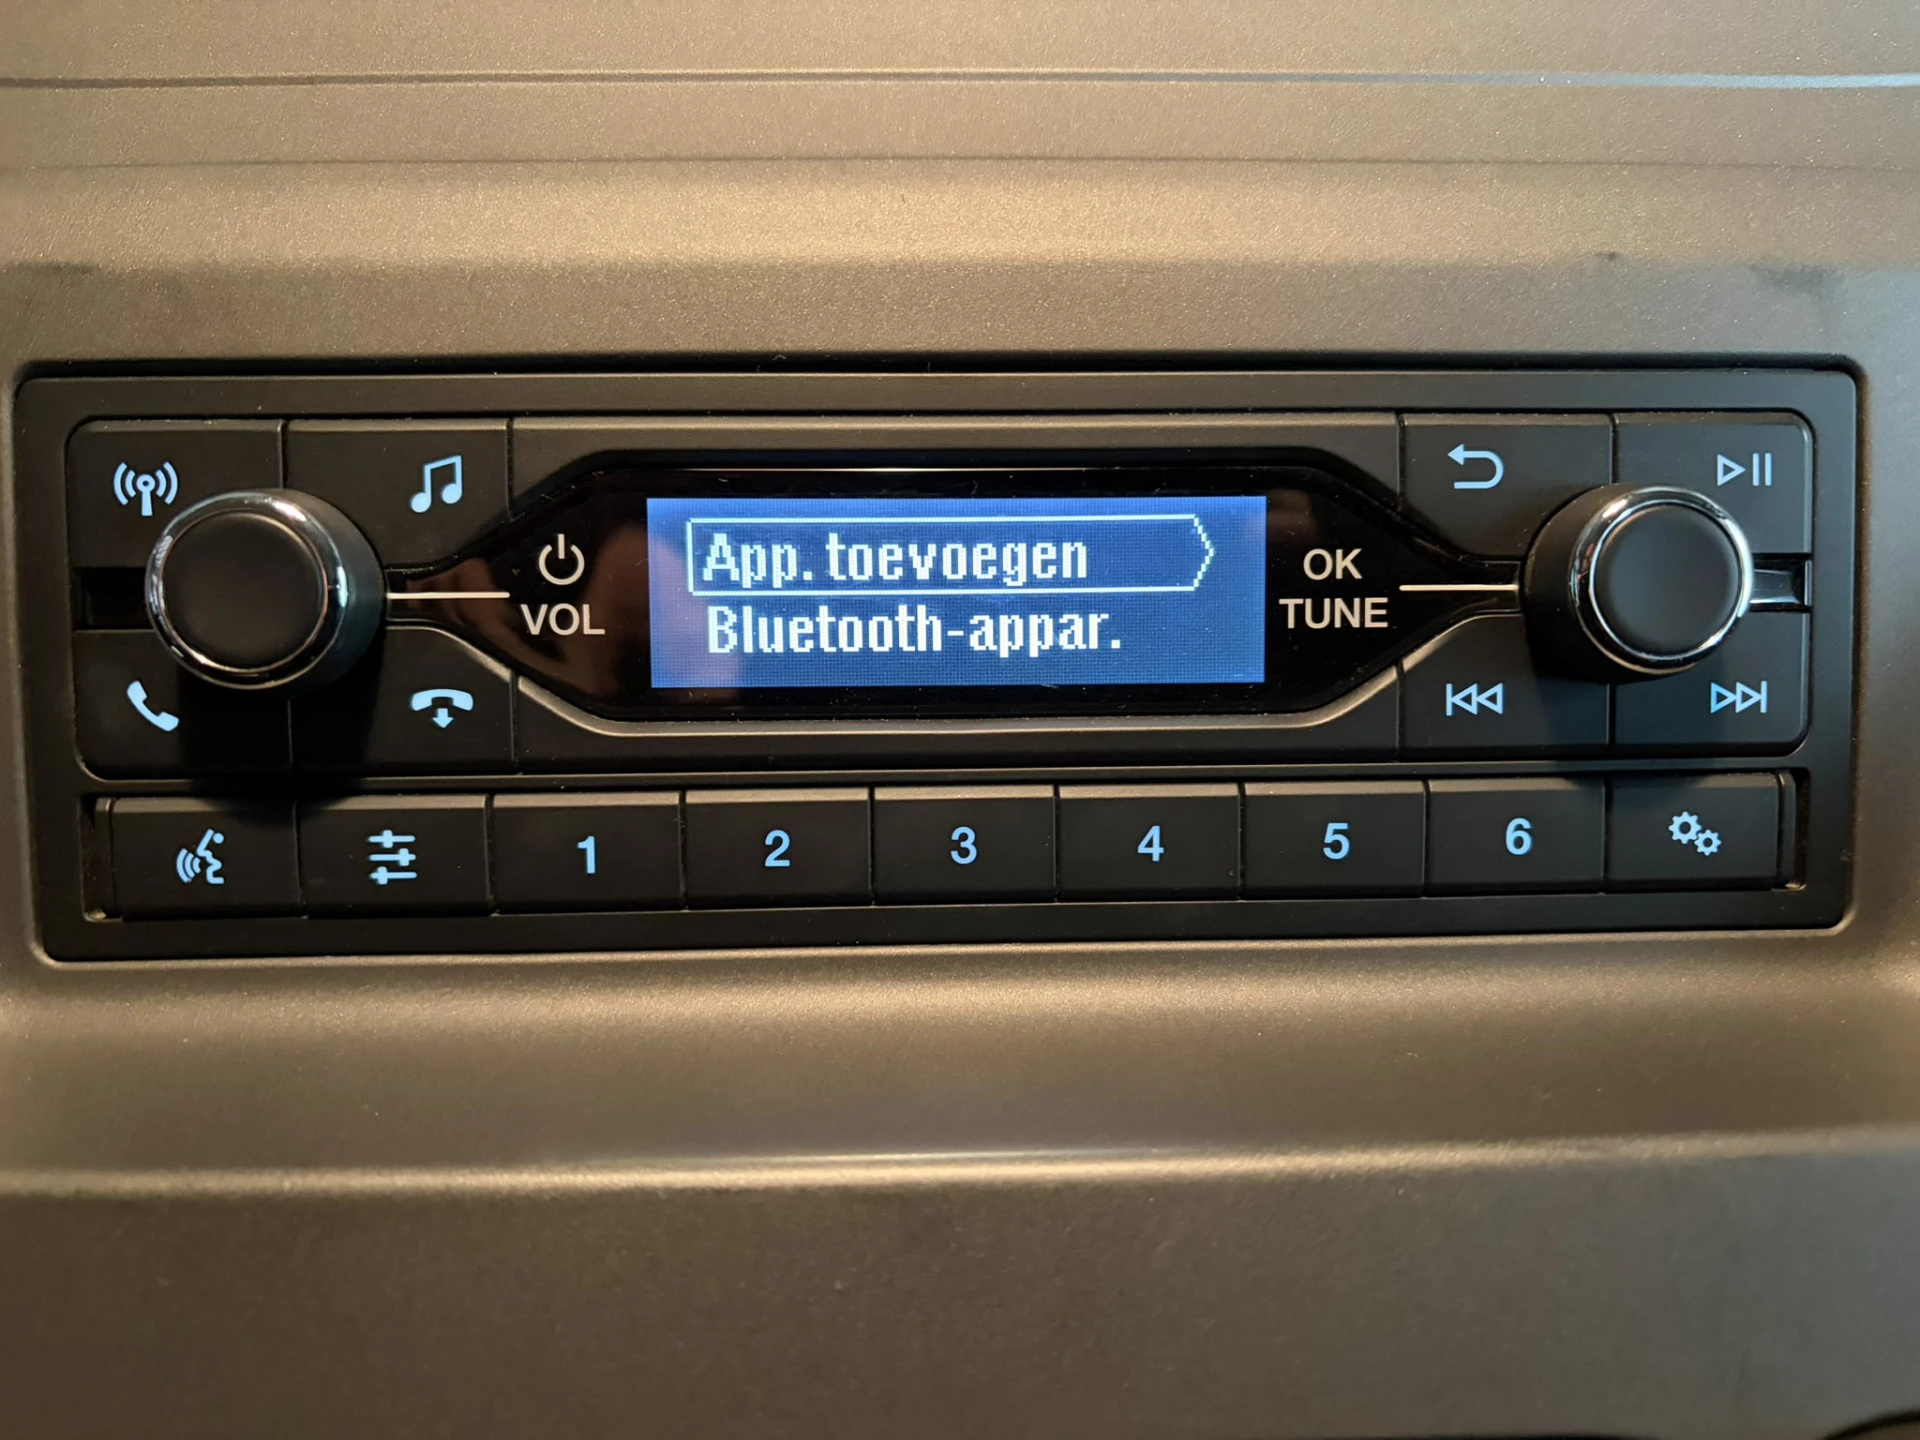 App. toevoegen
Bluetooth-appar.
VOL
OK
TUNE
1 2 3 4 5 6